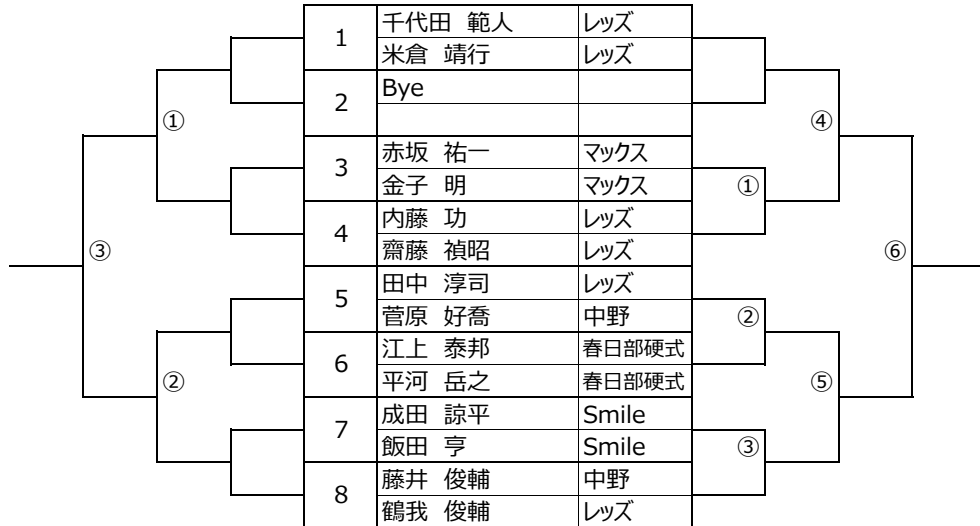 1 千代田 範人 レッズ
米倉 靖行 レッズ
2 Bye
① ④
3 赤坂 祐一 マックス
金子 明 マックス ①
4 内藤 功 レッズ
齋藤 禎昭 レッズ
③ ⑥
5 田中 淳司 レッズ
菅原 好喬 中野 ②
6 江上 泰邦 春日部硬式
平河 岳之 春日部硬式
② ⑤
7 成田 諒平 Smile
飯田 亨 Smile ③
8 藤井 俊輔 中野
鶴我 俊輔 レッズ